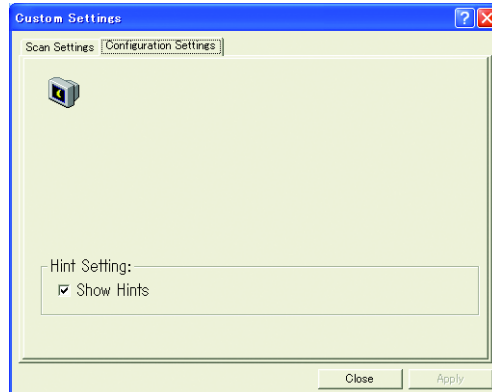 Custom Settings
Scan Settings Configuration Settings
Hint Setting:
Show Hints
Close Apply